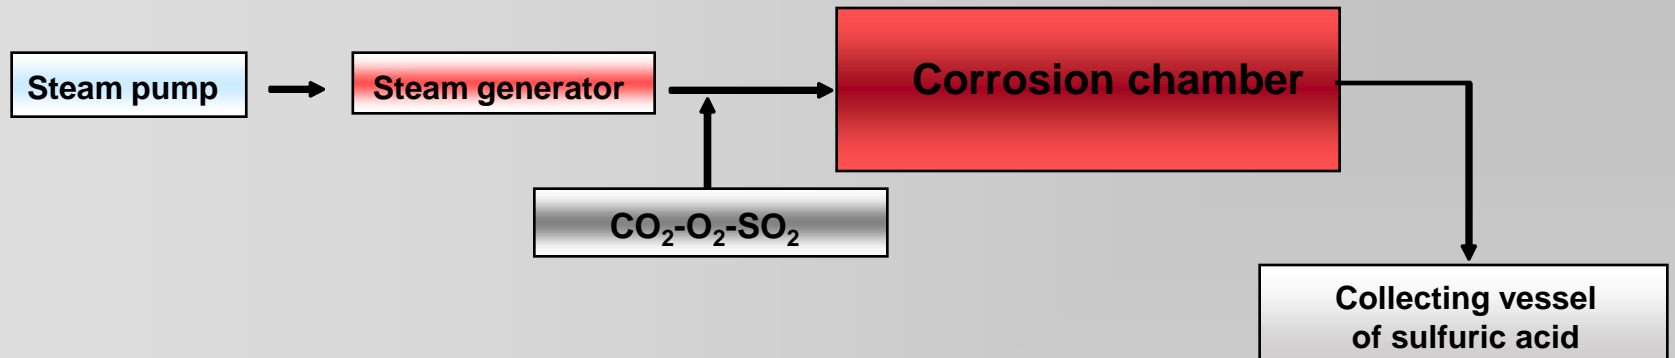 Steam pump
Steam generator
Corrosion chamber
CO₂-O₂-SO₂
Collecting vessel
of sulfuric acid